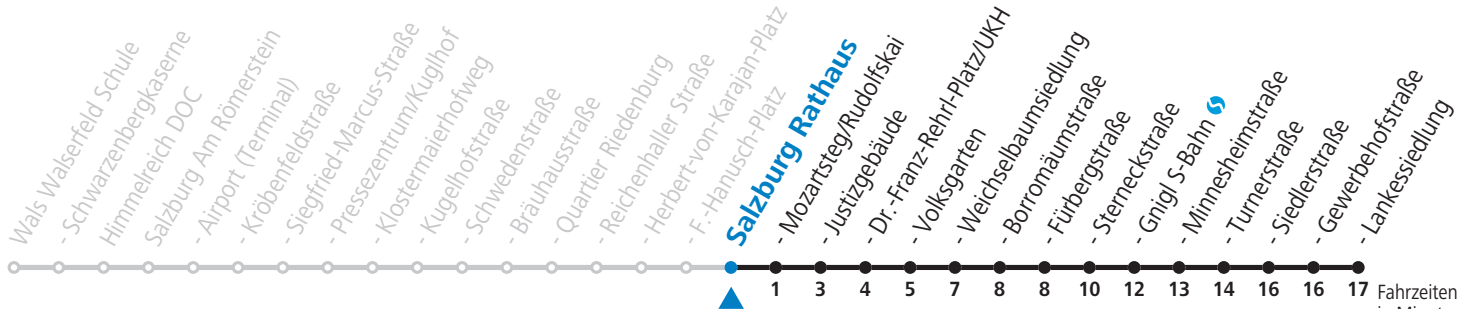 Wals Walserfeld Schule
- Schwarzenbergkaserne
Himmelreich DOC
Salzburg Am Römerstein
- Airport (Terminal)
- Kröbenfeldstraße
- Siegfried-Marcus-Straße
- Pressezentrum/Kuglhof
- Klostermaierhofweg
- Kugelhofstraße
- Schwedenstraße
- Bräuhausstraße
- Quartier Riedenburg
- Reichenhaller Straße
- Herbert-von-Karajan-Platz
- F.-Hanusch-Platz
Salzburg Rathaus
- Mozartsteg/Rudolfskai
- Justizgebäude
- Dr.-Franz-Rehrl-Platz/UKH
- Volksgarten
- Weichselbaumsiedlung
- Borromäumstraße
- Fürbergstraße
- Sterneckstraße
- Gnigl S-Bahn
- Minnesheimstraße
- Turnerstraße
- Siedlerstraße
- Gewerbehofstraße
- Lankessiedlung
1 3 4 5 7 8 8 10 12 13 14 16 16 17 Fahrzeiten